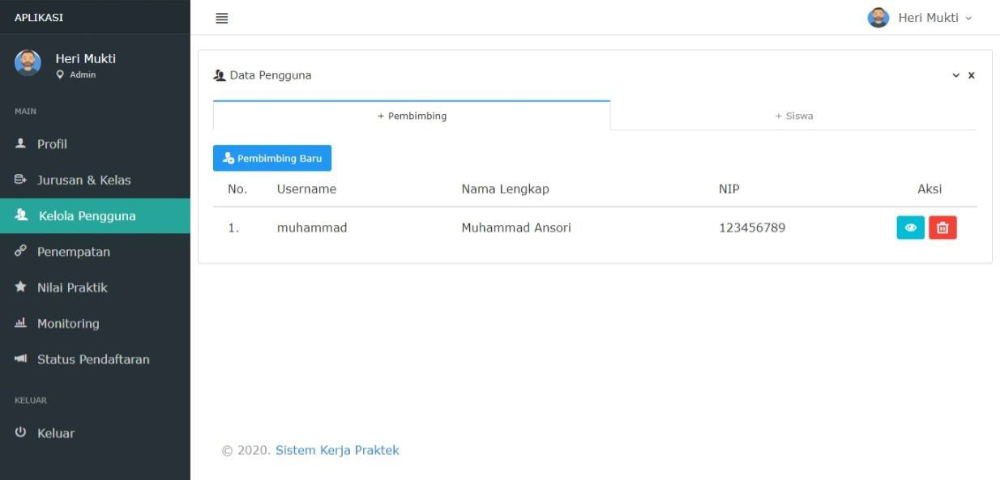 APLIKASI
Heri Mukti
Heri Mukti
Admin
MAIN
Profil
Jurusan & Kelas
Kelola Pengguna
Penempatan
Nilai Praktik
Monitoring
Status Pendaftaran
KELUAR
Keluar
Data Pengguna
+ Pembimbing + Siswa
Pembimbing Baru
No. Username Nama Lengkap NIP Aksi
1. muhammad Muhammad Ansori 123456789
© 2020. Sistem Kerja Praktek